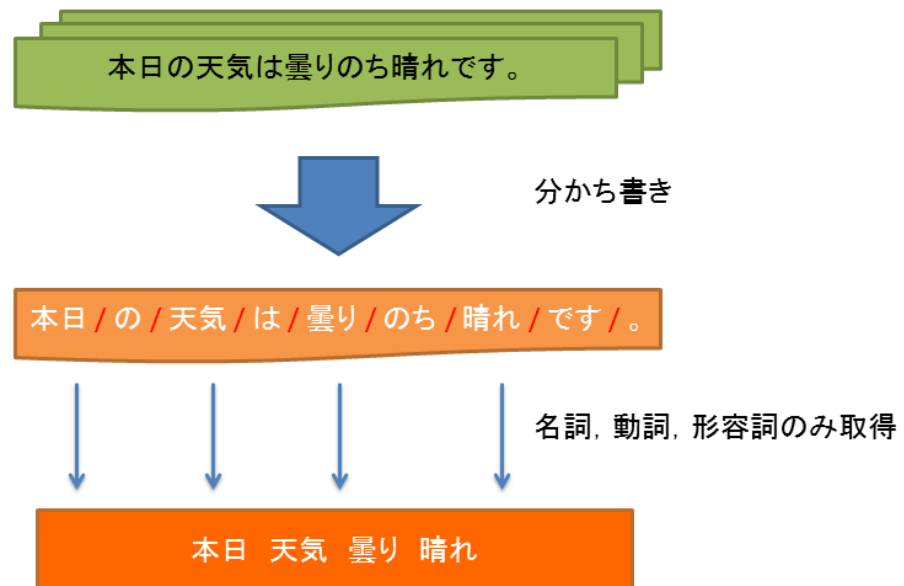 本日の天気は曇りのち晴れです。
分かち書き
本日 / の / 天気 / は / 曇り / のち / 晴れ / です / 。
名詞, 動詞, 形容詞のみ取得
本日 天気 曇り 晴れ